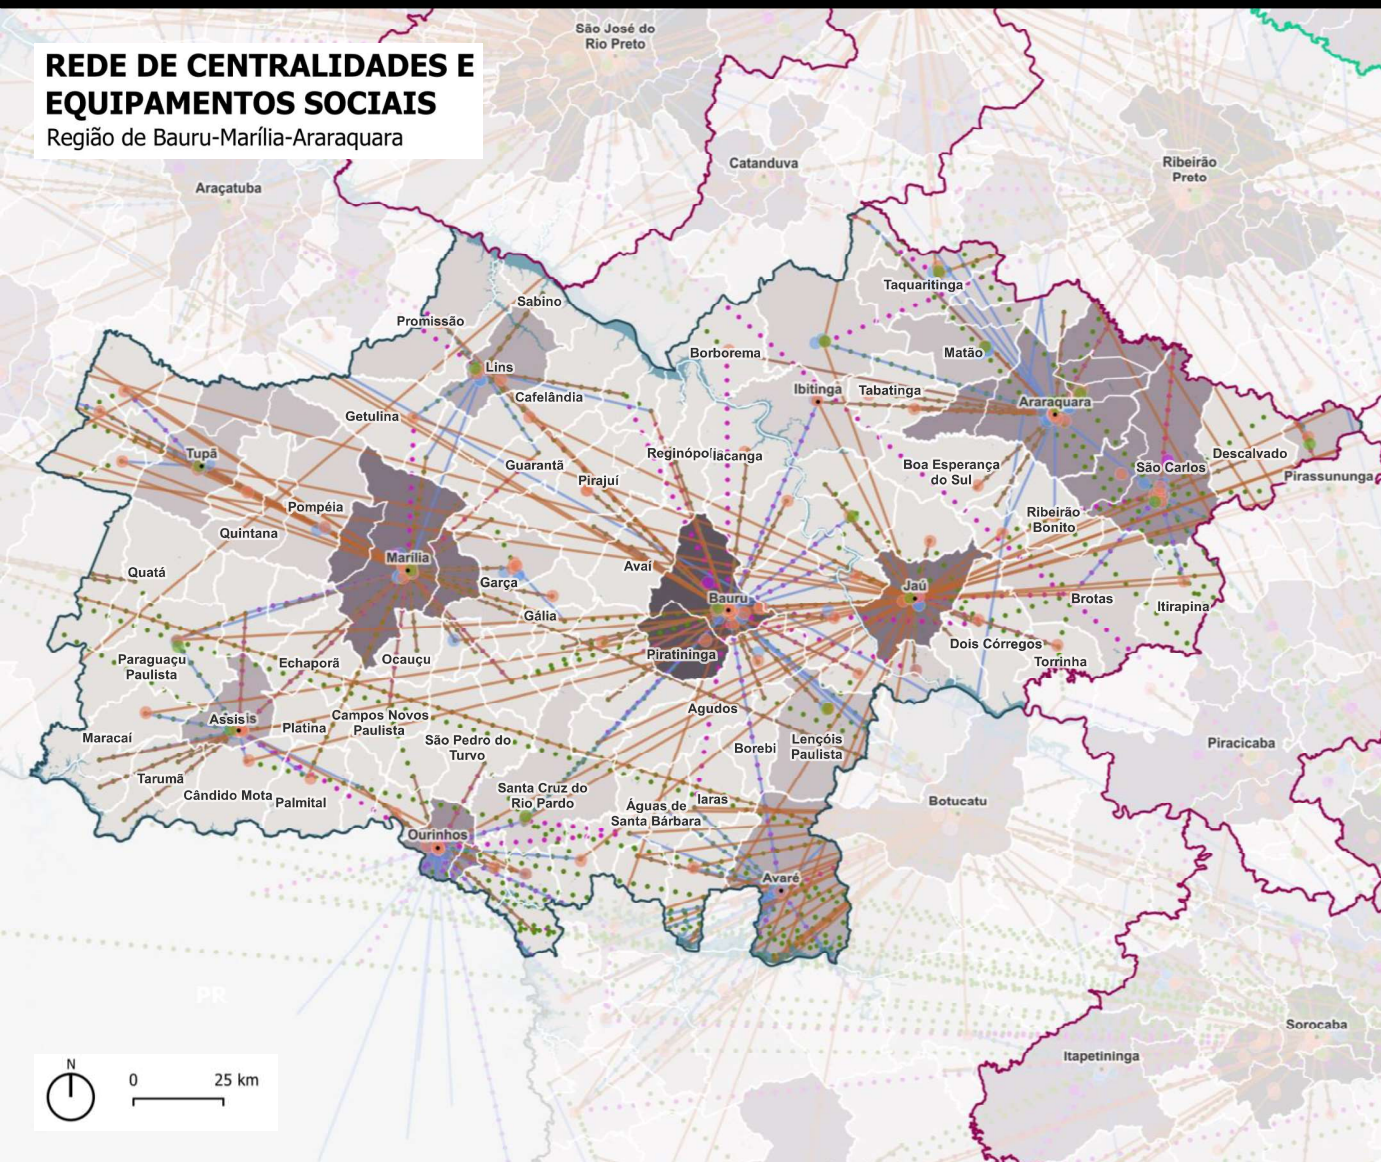 REDE DE CENTRALIDADES E
EQUIPAMENTOS SOCIAIS
Região de Bauru-Marília-Araraquara
São José do
Rio Preto
Catanduva
Ribeirão
Preto
Araçatuba
Taquaritinga
Sabino
Promissão
Borborema
Matão
Lins
Ibitinga
Tabatinga
Cafelândia
Araraquara
Getulina
Tupã
Reginópol
Iacanga
Guarantã
Boa Esperança
do Sul
São Carlos
Descalvado
Pirassununga
Pirajuí
Pompéia
Quintana
Ribeirão
Bonito
Marília
Avaí
Quatá
Garça
Jaú
Bauru
Brotas
Itirapina
Gália
Dois Córregos
Torrinha
Piratininga
Paraguaçu
Paulista
Echaporã
Ocauçu
Agudos
Assis
is
Platina
Campos Novos
Paulista
Maracaí
São Pedro do
Turvo
Borebi
Lençóis
Paulista
Piracicaba
Tarumã
Cândido Mota
Palmital
Santa Cruz do
Rio Pardo
Iaras
Águas de
Santa Bárbara
Botucatu
Ourinhos
Avaré
PR
Sorocaba
Itapetininga
N
0 25 km